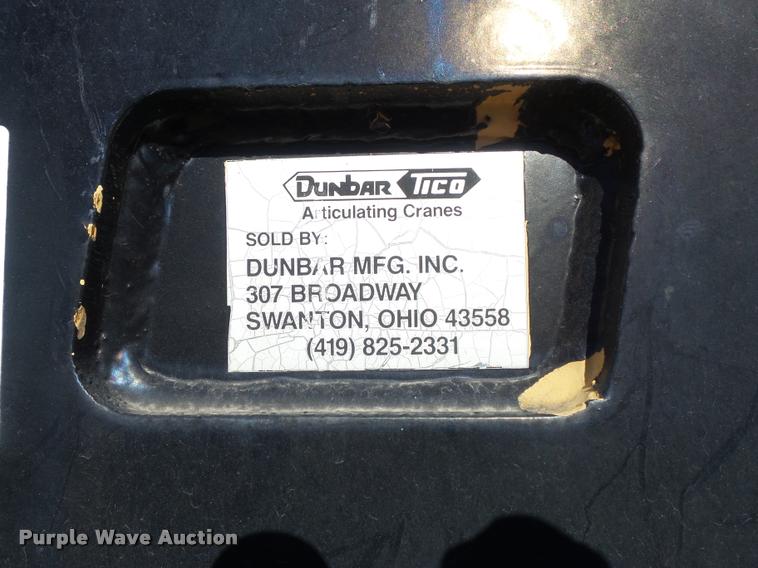 DUNBAR TICO
Articulating Cranes
SOLD BY:
DUNBAR MFG. INC.
307 BROADWAY
SWANTON, OHIO 43558
(419) 825-2331
Purple Wave Auction